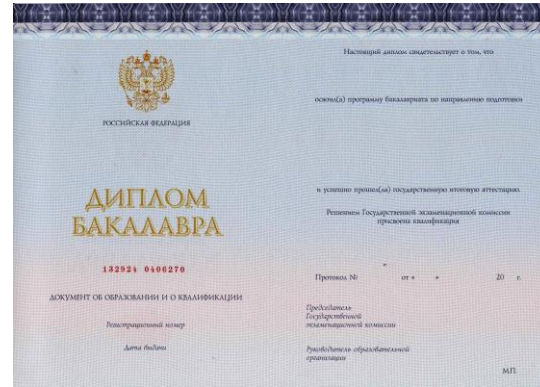 РОССИЙСКАЯ ФЕДЕРАЦИЯ
ДИПЛОМ
БАКАЛАВРА
132924 0406270
ДОКУМЕНТ ОБ ОБРАЗОВАНИИ И О КВАЛИФИКАЦИИ
Регистрационный номер
Дата выдачи
Настоящий диплом свидетельствует о том, что
освоил(а) программу бакалавриата по направлению подготовки
и успешно прошел(ла) государственную итоговую аттестацию
Решением Государственной экзаменационной комиссии
присвоена квалификация
Протокол № от « » 20 г.
Председатель
Государственной
экзаменационной комиссии
Руководитель образовательной
организации
М.П.